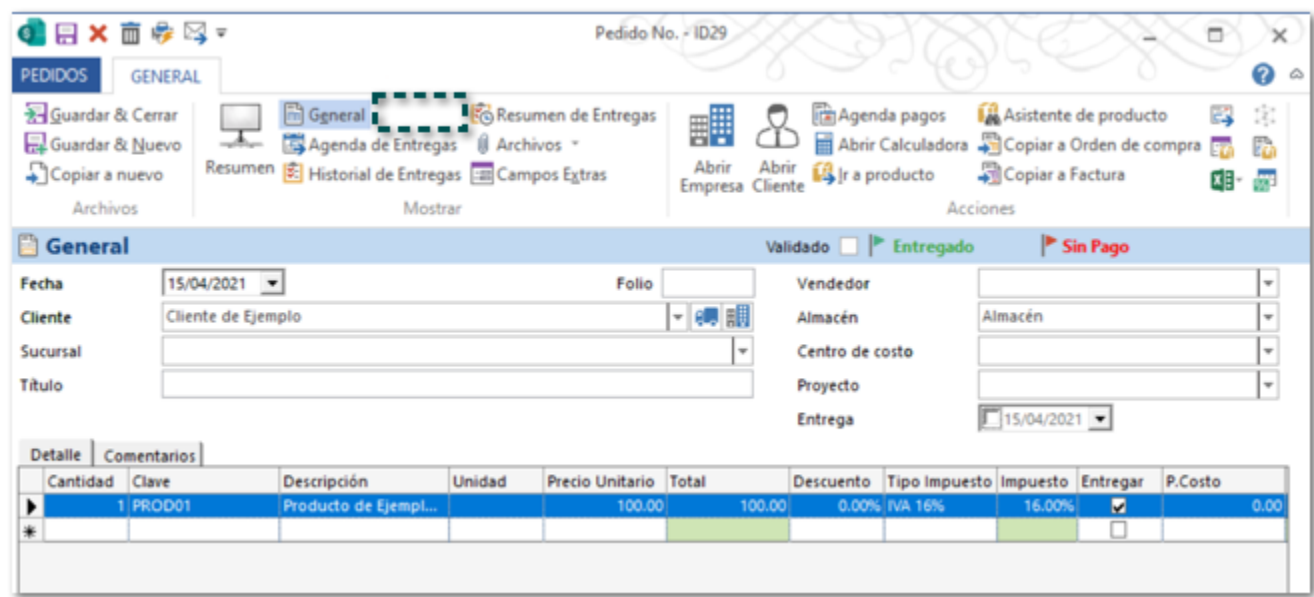 Pedido No. - ID29
PEDIDOS GENERAL
Guardar & Cerrar General Resumen de Entregas Agenda pagos Asistente de producto
Guardar & Nuevo Agenda de Entregas Archivos Abrir Calculadora Copiar a Orden de compra
Copiar a nuevo Resumen Historial de Entregas Campos Extras Abrir Empresa Abrir Cliente Ir a producto Copiar a Factura
Archivos Mostrar Acciones
General Validado Entregado Sin Pago
Fecha 15/04/2021 Folio Vendedor
Cliente Cliente de Ejemplo Almacén Almacén
Sucursal Centro de costo
Título Proyecto
Entrega 15/04/2021
Detalle Comentarios
Cantidad Clave Descripción Unidad Precio Unitario Total Descuento Tipo Impuesto Impuesto Entregar P.Costo
1 PROD01 Producto de Ejempl... 100.00 100.00 0.00% IVA 16% 16.00% 0.00